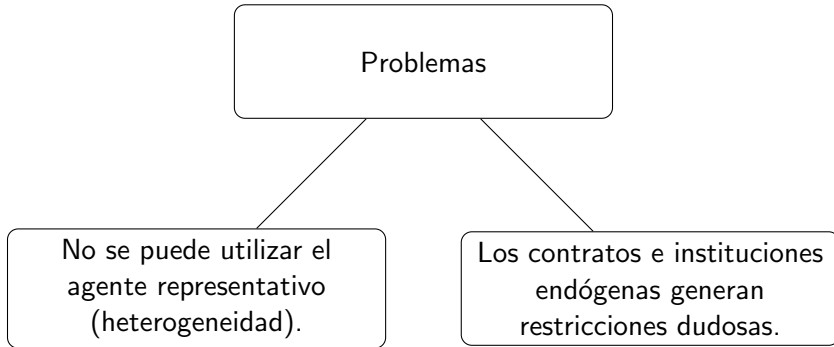 Problemas
No se puede utilizar el
agente representativo
(heterogeneidad).
Los contratos e instituciones
endógenas generan
restricciones dudosas.